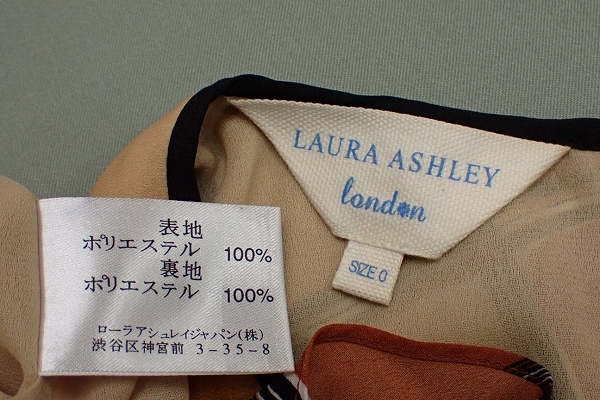 LAURA ASHLEY
london
SIZE 0
表地
ポリエステル 100%
裏地
ポリエステル 100%
ローラアシュレイジャパン(株)
渋谷区神宮前 3-35-8